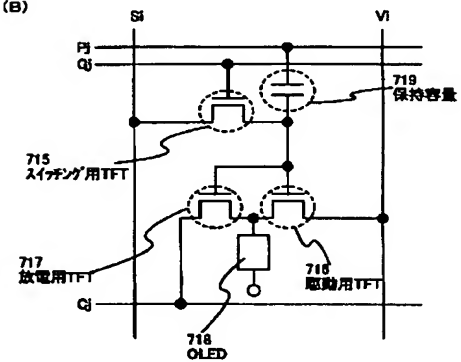 (B)
Si
Vi
Pj
Gj
719
保持容量
715
スイッチング用TFT
717
放電用TFT
716
駆動用TFT
Cj
718
OLED